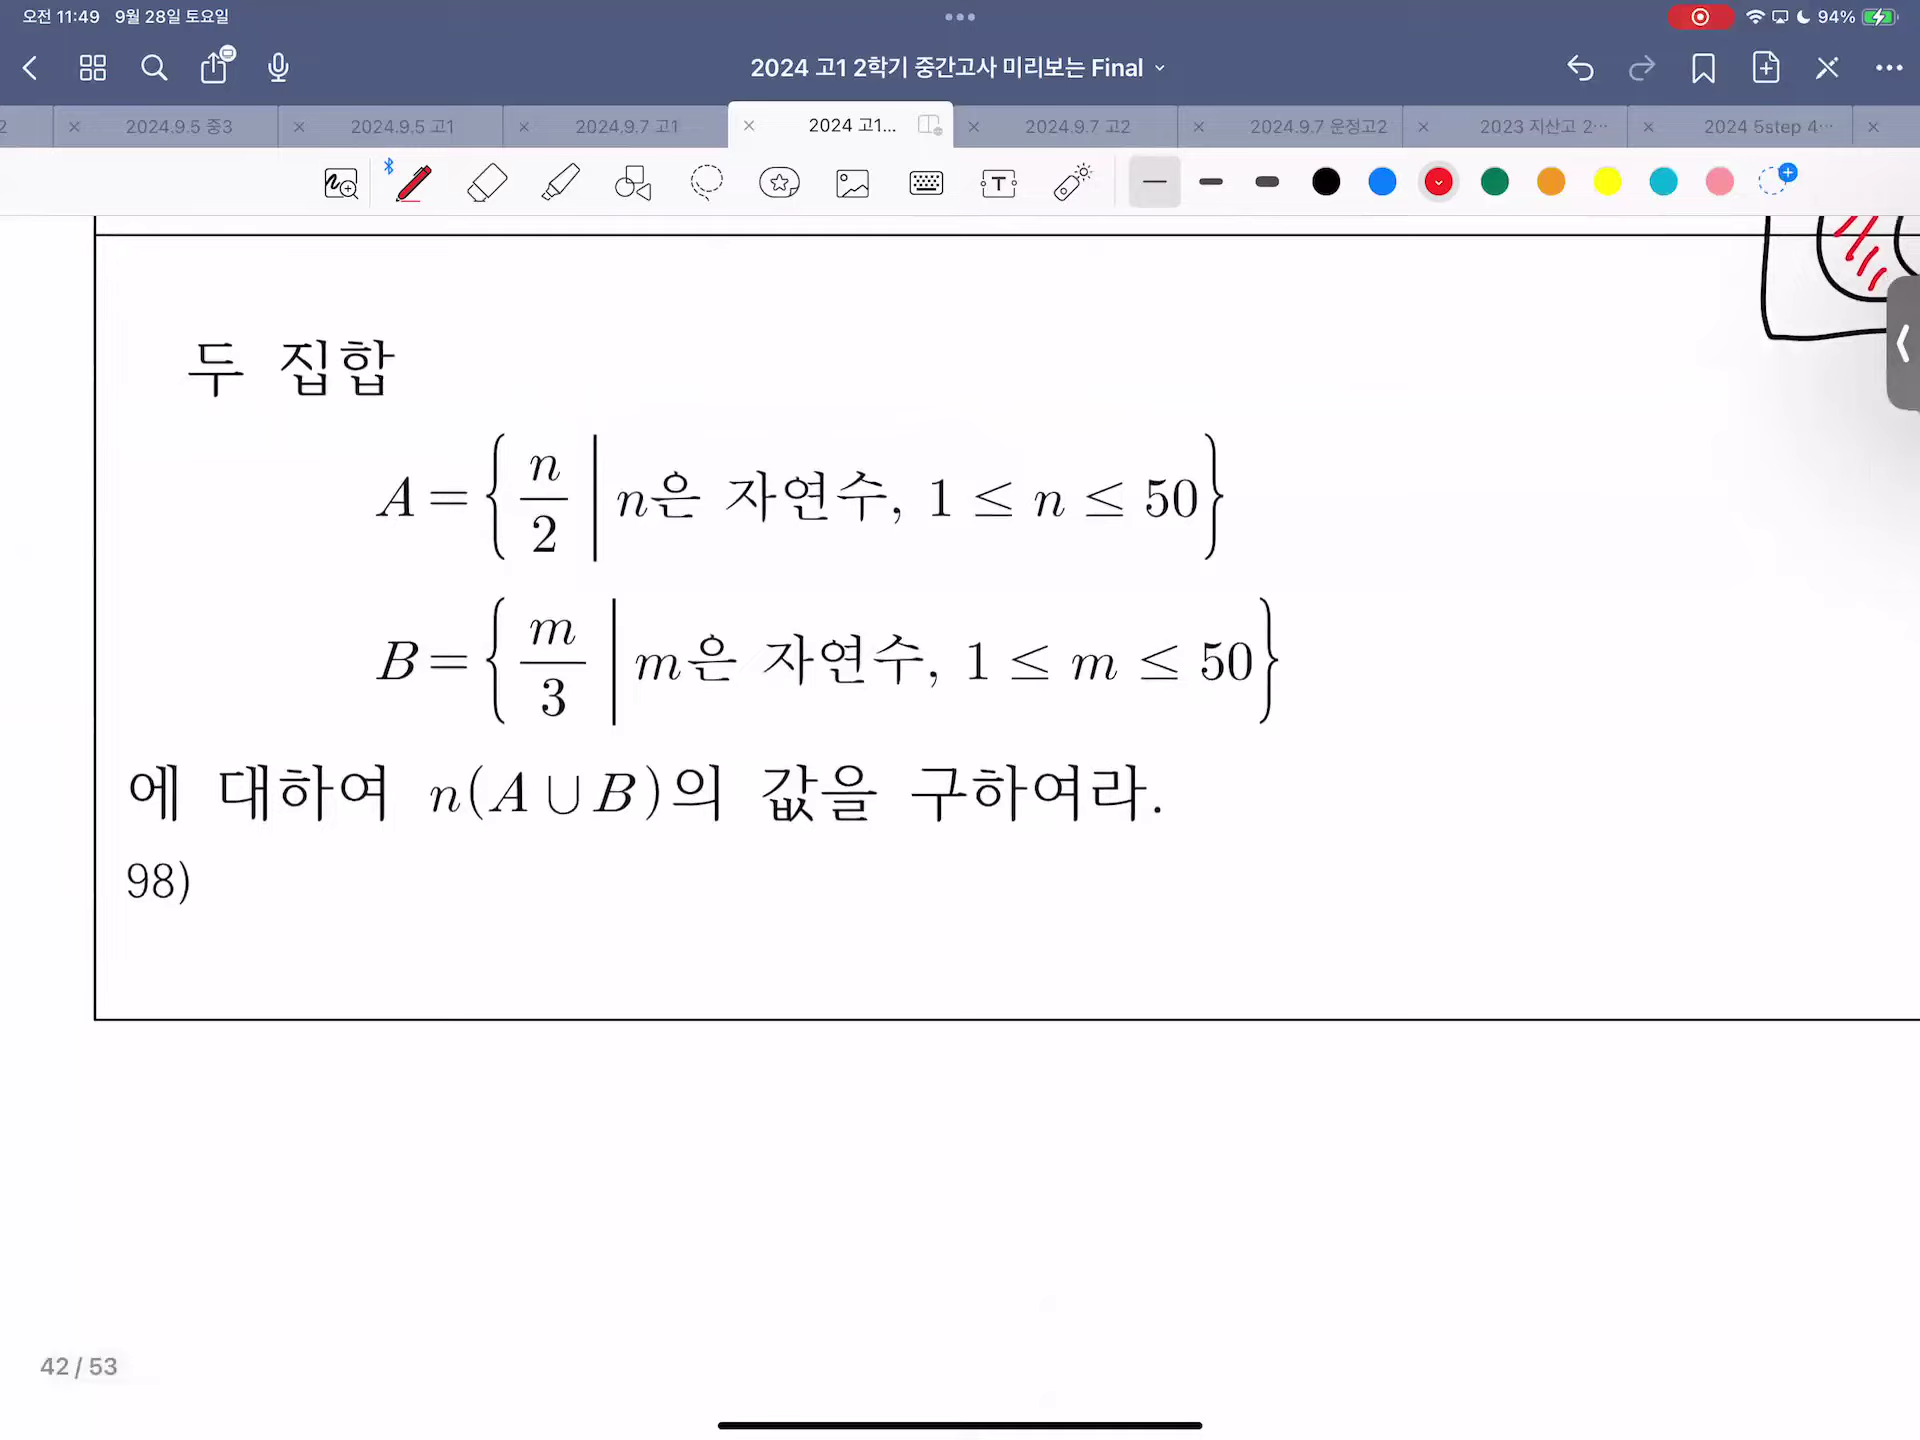 오전 11:49 9월 28일 토요일
94%
2024 고1 2학기 중간고사 미리보는 Final
2 2024.9.5 중3 2024.9.5 고1 2024.9.7 고1 2024 고1... 2024.9.7 고2 2024.9.7 운정고2 2023 지산고 2... 2024 5step 4...
두 집합
A = { n/2 | n은 자연수, 1 ≤ n ≤ 50 }
B = { m/3 | m은 자연수, 1 ≤ m ≤ 50 }
에 대하여 n(A∪B)의 값을 구하여라.
98)
42 / 53